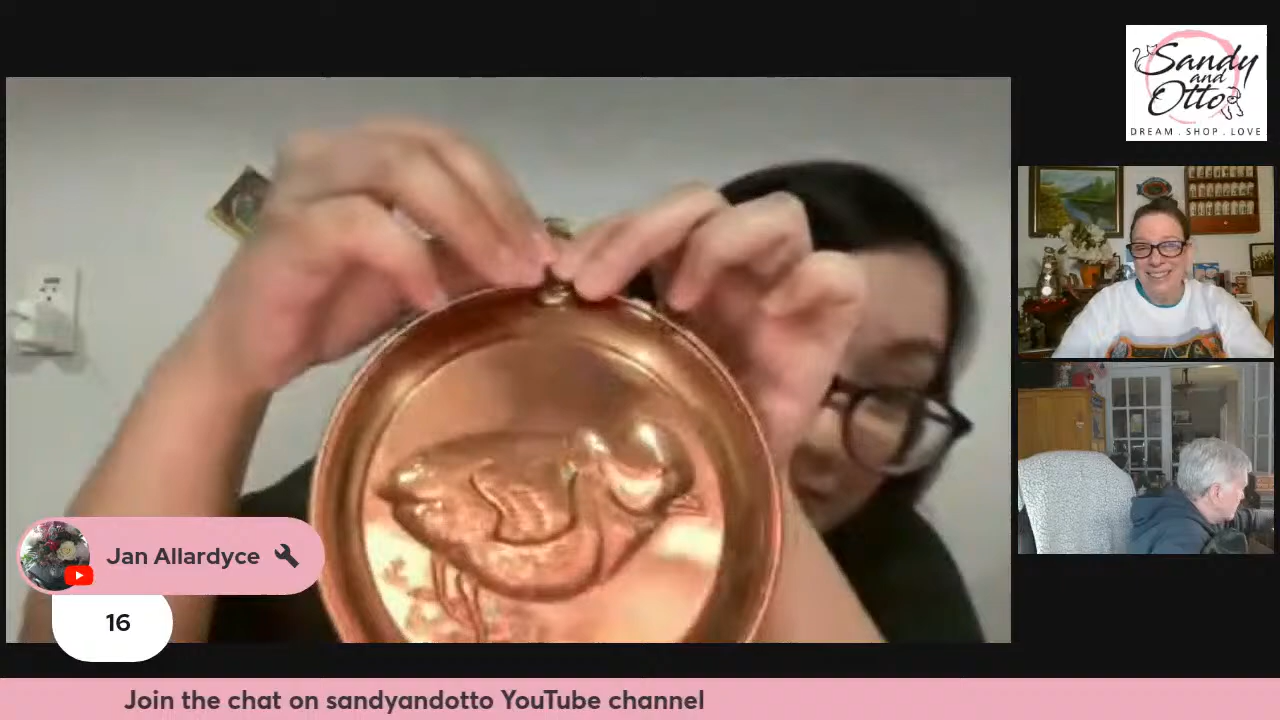 Sandy
and
Otto
DREAM . SHOP . LOVE
Jan Allardyce
16
Join the chat on sandyandotto YouTube channel